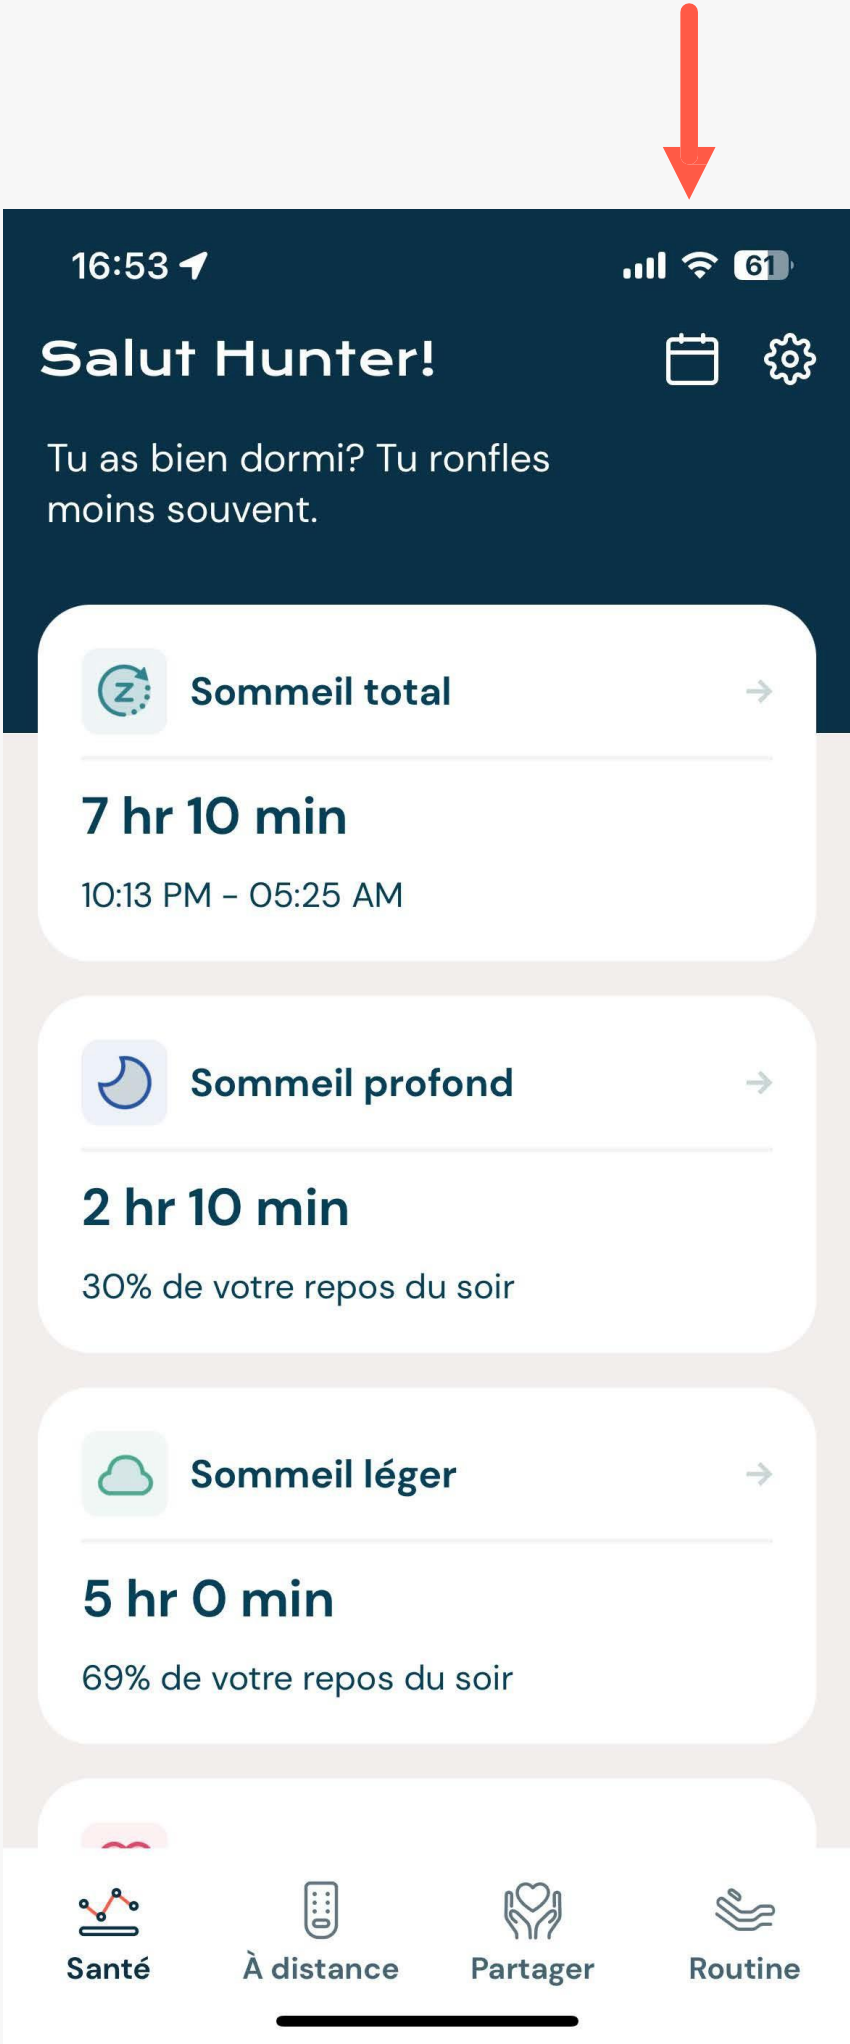 16:53
61
Salut Hunter!
Tu as bien dormi? Tu ronfles
moins souvent.
Sommeil total
7 hr 10 min
10:13 PM - 05:25 AM
Sommeil profond
2 hr 10 min
30% de votre repos du soir
Sommeil léger
5 hr 0 min
69% de votre repos du soir
Santé
À distance
Partager
Routine